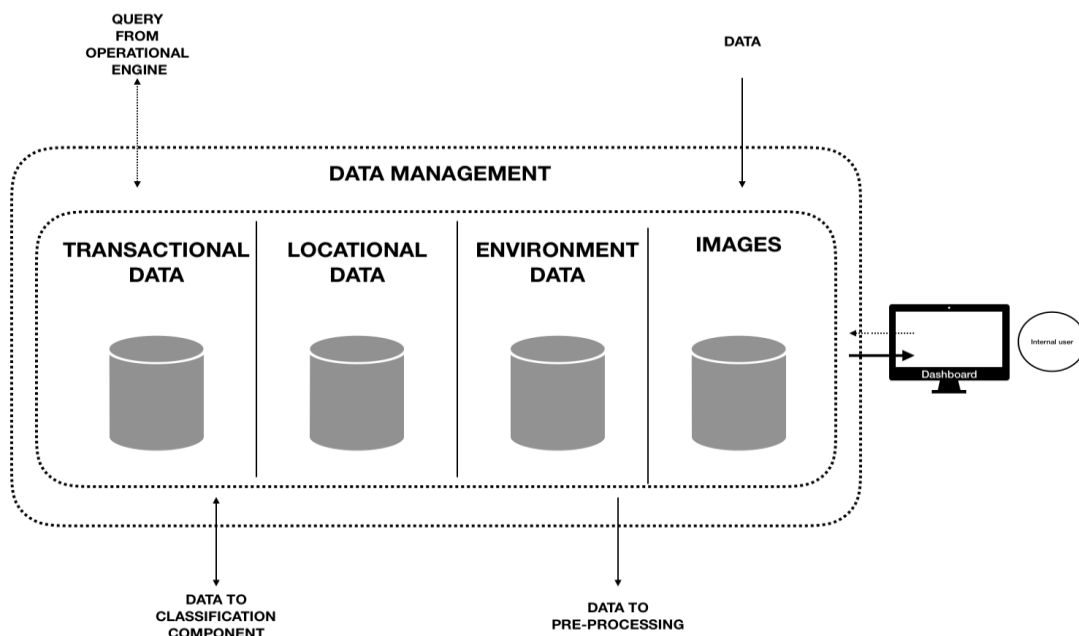 QUERY
FROM
OPERATIONAL
ENGINE
DATA
DATA MANAGEMENT
TRANSACTIONAL
DATA
LOCATIONAL
DATA
ENVIRONMENT
DATA
IMAGES
Dashboard
Internal user
DATA TO
CLASSIFICATION
COMPONENT
DATA TO
PRE-PROCESSING